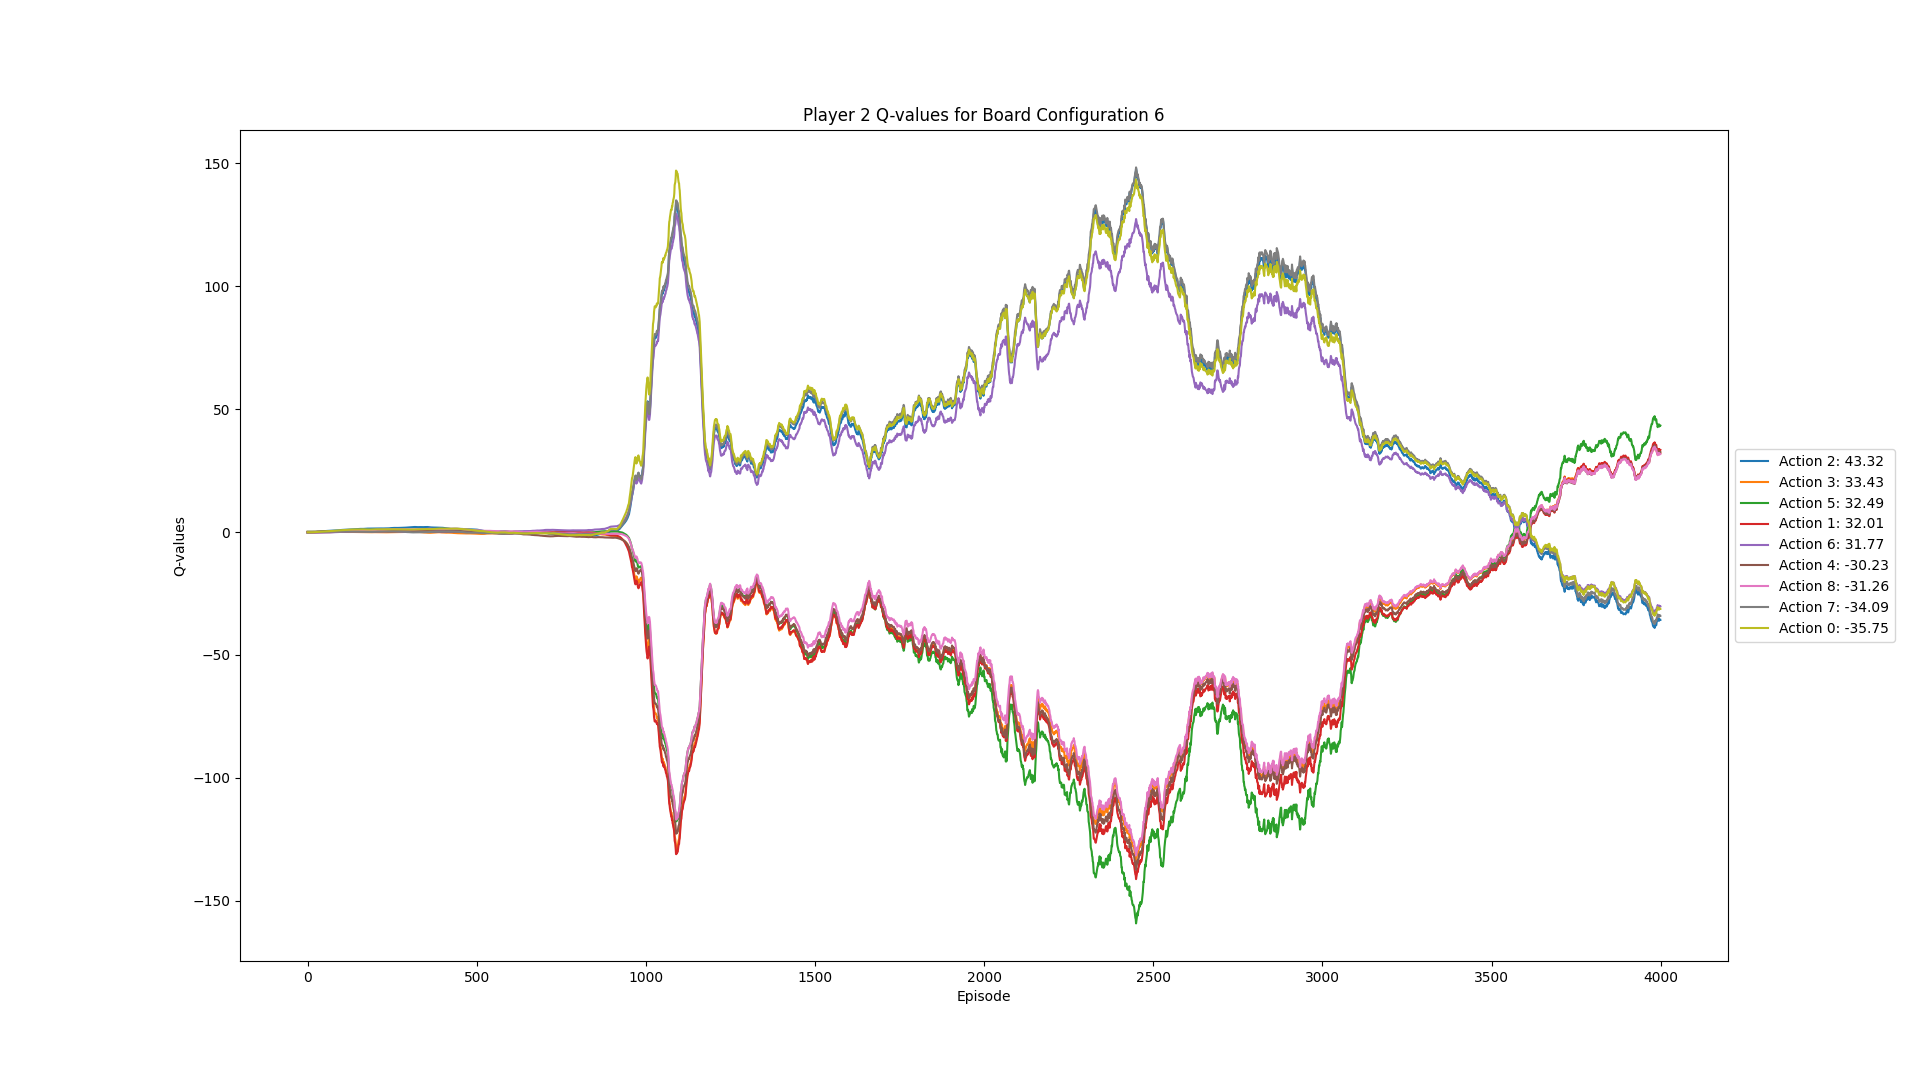 Player 2 Q-values for Board Configuration 6
150
100
50
0
−50
−100
−150
Q-values
0
500
1000
1500
2000
2500
3000
3500
4000
Episode
Action 2: 43.32
Action 3: 33.43
Action 5: 32.49
Action 1: 32.01
Action 6: 31.77
Action 4: -30.23
Action 8: -31.26
Action 7: -34.09
Action 0: -35.75